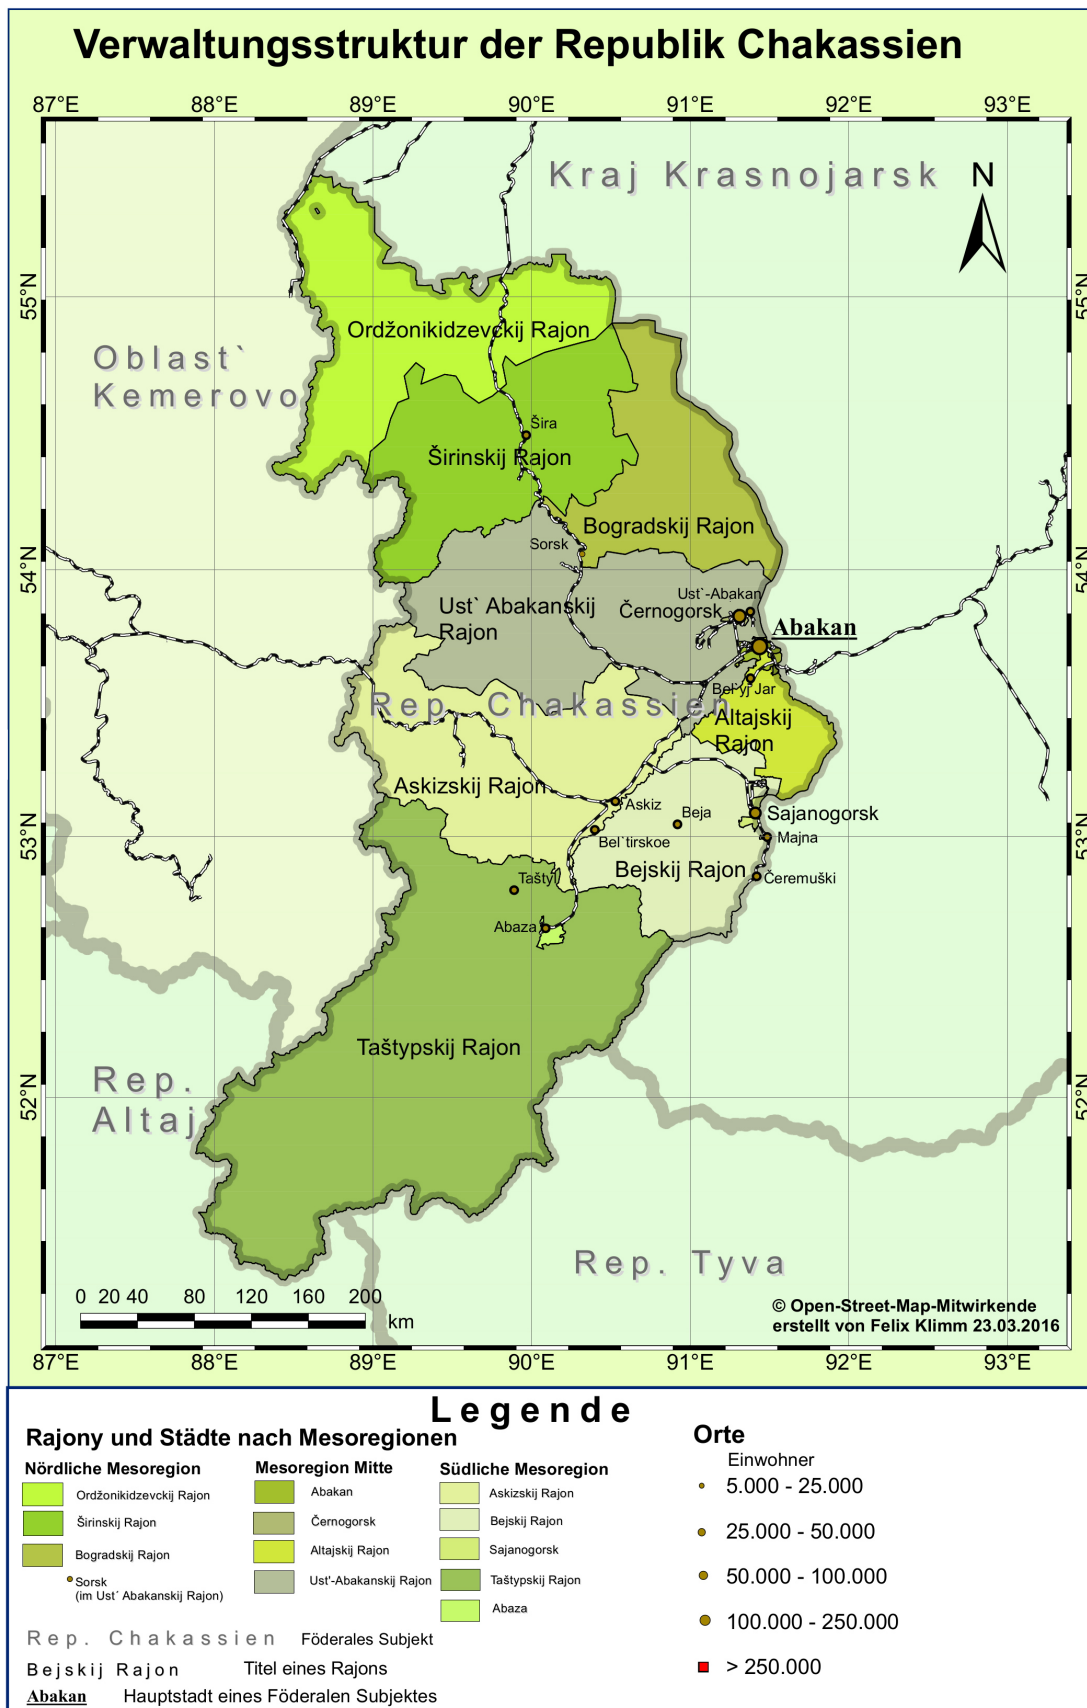 Verwaltungsstruktur der Republik Chakassien
87°E 88°E 89°E 90°E 91°E 92°E 93°E
Kraj Krasnojarsk
N
55°N 55°N
Ordžonikidzevckij Rajon
Oblast`
Kemerovo
Šira
Širinskij Rajon
Bogradskij Rajon
Sorsk
54°N 54°N
Ust`-Abakan
Ust` Abakanskij
Rajon
Černogorsk
Abakan
Bel`yj Jar
Rep. Chakassien
Altajskij
Rajon
Askizskij Rajon
Askiz
Beja
Sajanogorsk
53°N 53°N
Bel`tirskoe
Majna
Bejskij Rajon
Čeremuški
Taštyl
Abaza
Taštypskij Rajon
Rep.
Altaj
52°N 52°N
Rep. Tyva
0 20 40 80 120 160 200
km
© Open-Street-Map-Mitwirkende
erstellt von Felix Klimm 23.03.2016
87°E 88°E 89°E 90°E 91°E 92°E 93°E
Legende
Rajony und Städte nach Mesoregionen
Nördliche Mesoregion
Ordžonikidzevckij Rajon
Širinskij Rajon
Bogradskij Rajon
Sorsk
(im Ust´ Abakanskij Rajon)
Mesoregion Mitte
Abakan
Černogorsk
Altajskij Rajon
Ust'-Abakanskij Rajon
Südliche Mesoregion
Askizskij Rajon
Bejskij Rajon
Sajanogorsk
Taštypskij Rajon
Abaza
Rep. Chakassien Föderales Subjekt
Bejskij Rajon Titel eines Rajons
Abakan Hauptstadt eines Föderalen Subjektes
Orte
Einwohner
5.000 - 25.000
25.000 - 50.000
50.000 - 100.000
100.000 - 250.000
> 250.000